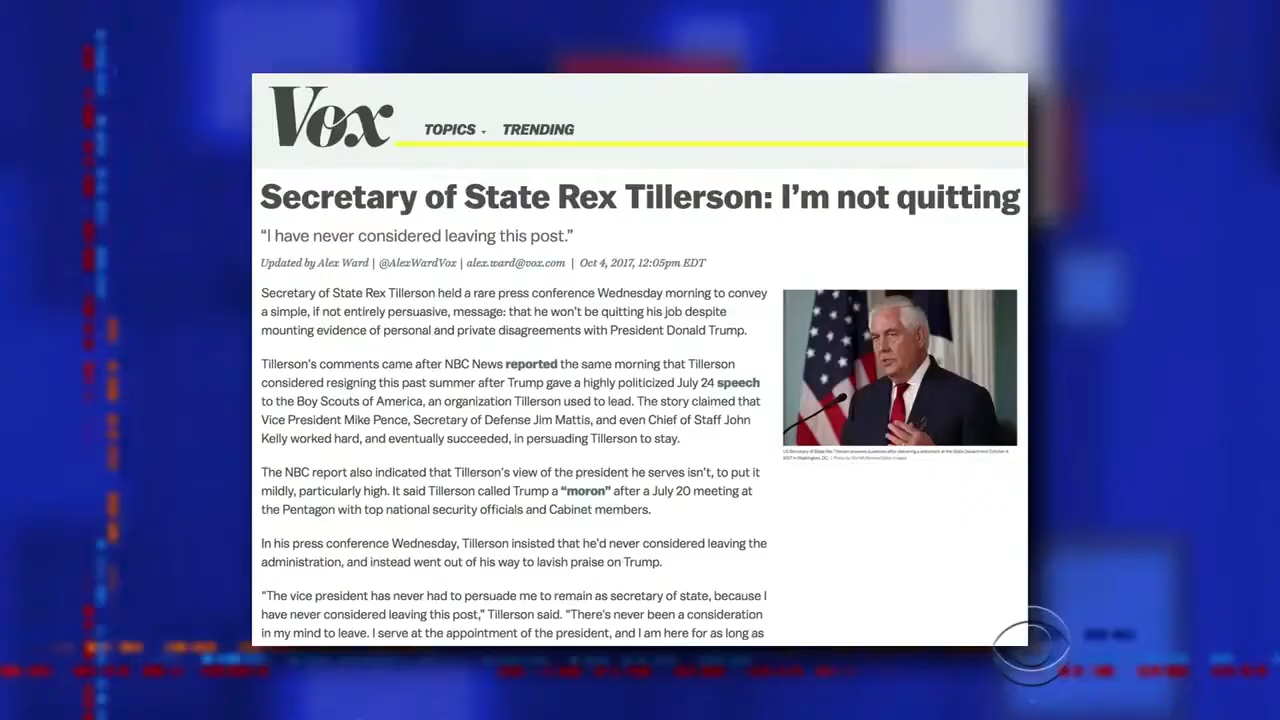 Vox
TOPICS
TRENDING
Secretary of State Rex Tillerson: I’m not quitting
“I have never considered leaving this post.”
Updated by Alex Ward | @AlexWardVox | alex.ward@vox.com | Oct 4, 2017, 12:05pm EDT
Secretary of State Rex Tillerson held a rare press conference Wednesday morning to convey
a simple, if not entirely persuasive, message: that he won’t be quitting his job despite
mounting evidence of personal and private disagreements with President Donald Trump.
Tillerson’s comments came after NBC News reported the same morning that Tillerson
considered resigning this past summer after Trump gave a highly politicized July 24 speech
to the Boy Scouts of America, an organization Tillerson used to lead. The story claimed that
Vice President Mike Pence, Secretary of Defense Jim Mattis, and even Chief of Staff John
Kelly worked hard, and eventually succeeded, in persuading Tillerson to stay.
The NBC report also indicated that Tillerson’s view of the president he serves isn’t, to put it
mildly, particularly high. It said Tillerson called Trump a “moron” after a July 20 meeting at
the Pentagon with top national security officials and Cabinet members.
In his press conference Wednesday, Tillerson insisted that he’d never considered leaving the
administration, and instead went out of his way to lavish praise on Trump.
“The vice president has never had to persuade me to remain as secretary of state, because I
have never considered leaving this post,” Tillerson said. “There’s never been a consideration
in my mind to leave. I serve at the appointment of the president, and I am here for as long as